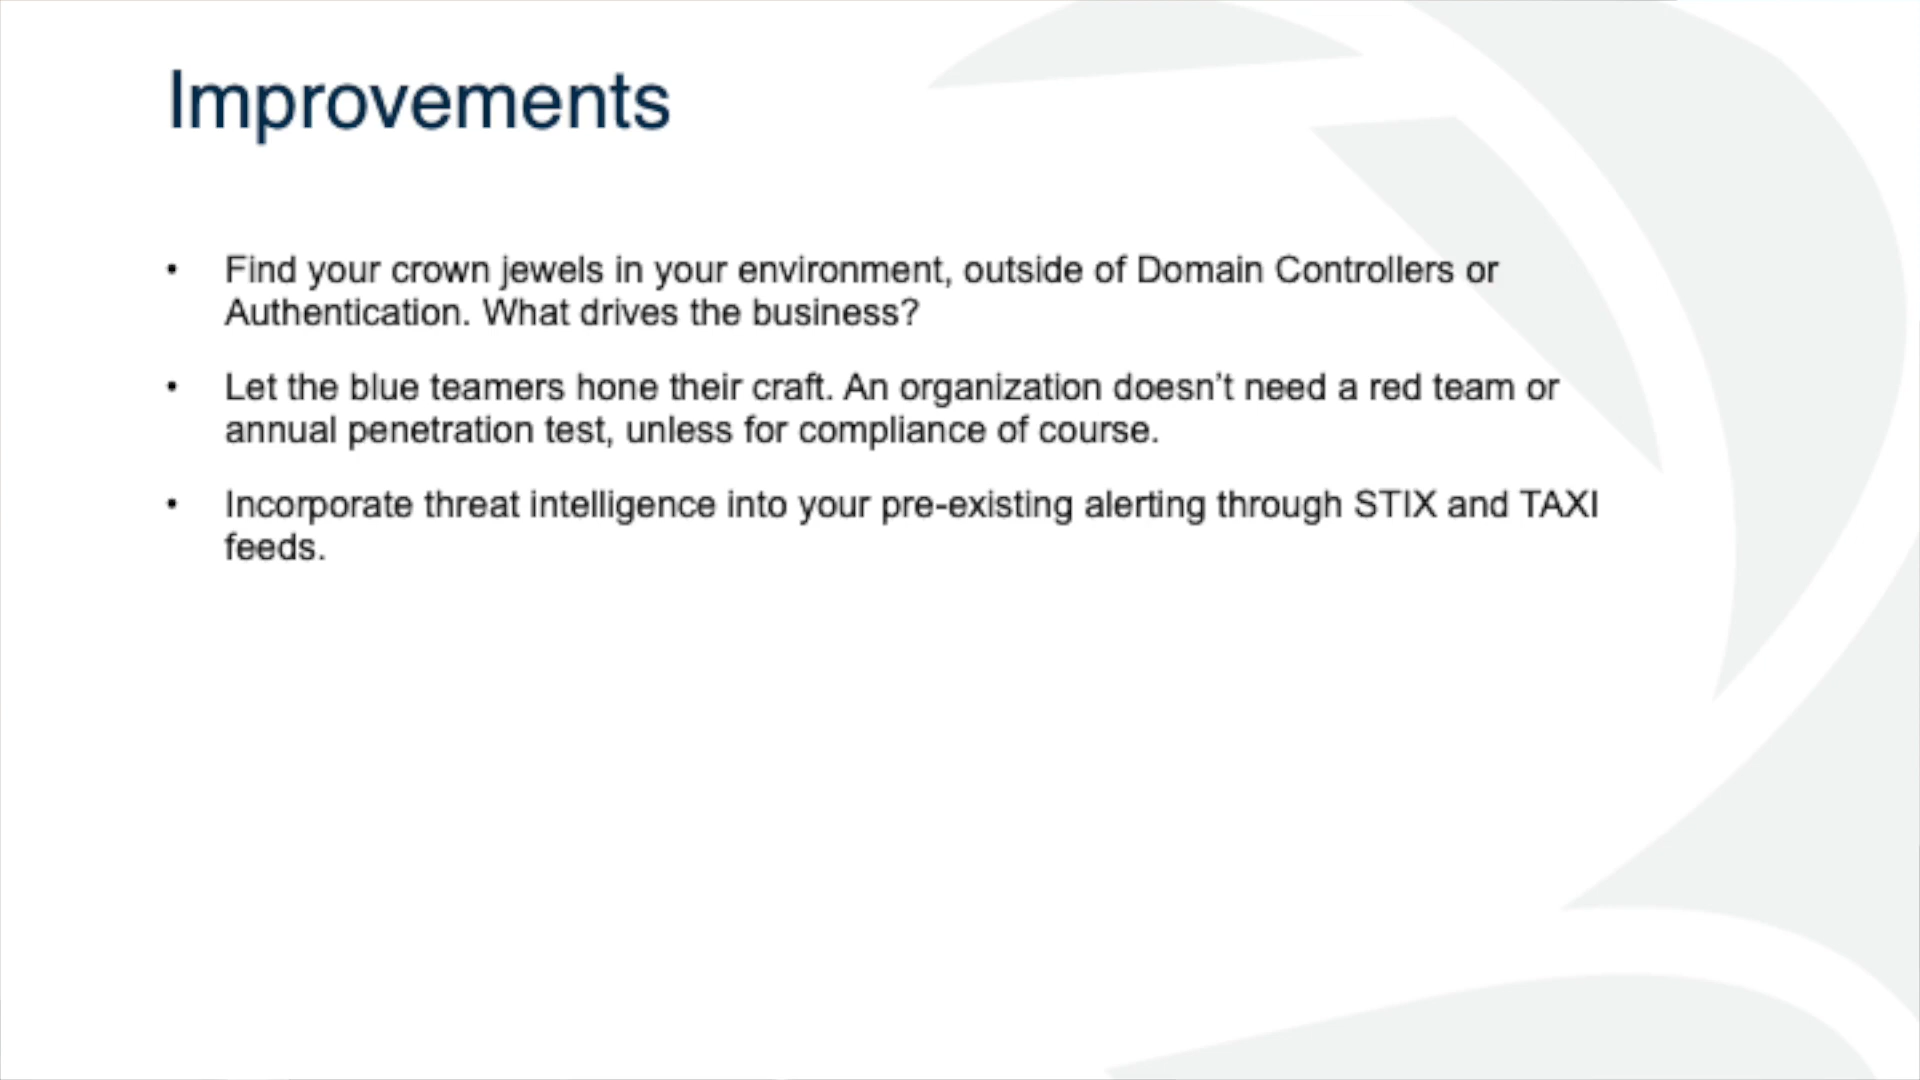 Improvements
• Find your crown jewels in your environment, outside of Domain Controllers or
Authentication. What drives the business?
• Let the blue teamers hone their craft. An organization doesn’t need a red team or
annual penetration test, unless for compliance of course.
• Incorporate threat intelligence into your pre-existing alerting through STIX and TAXI
feeds.